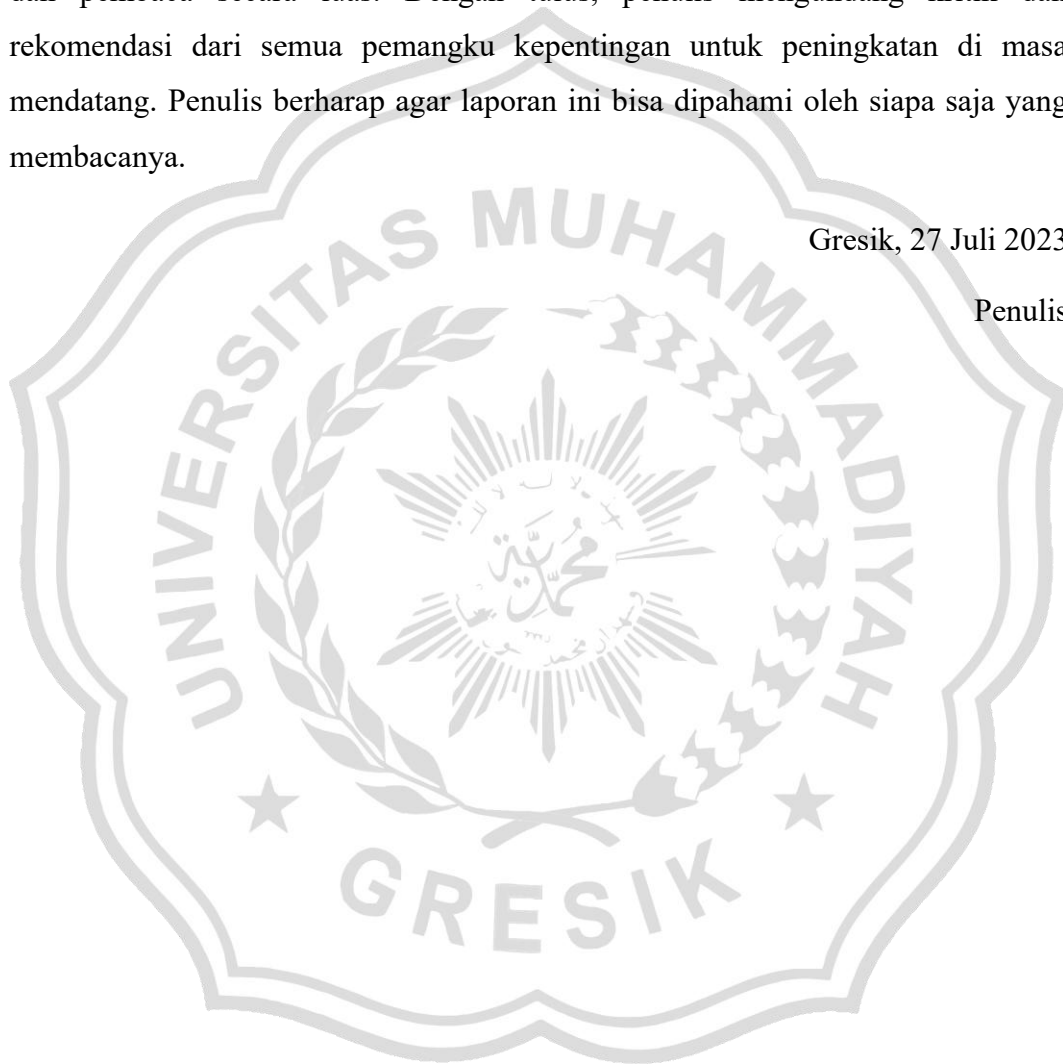 rekomendasi dari semua pemangku kepentingan untuk peningkatan di masa
mendatang. Penulis berharap agar laporan ini bisa dipahami oleh siapa saja yang
membacanya.
Gresik, 27 Juli 2023
Penulis
UNIVERSITAS MUHAMMADIYAH
محمدية
GRESIK